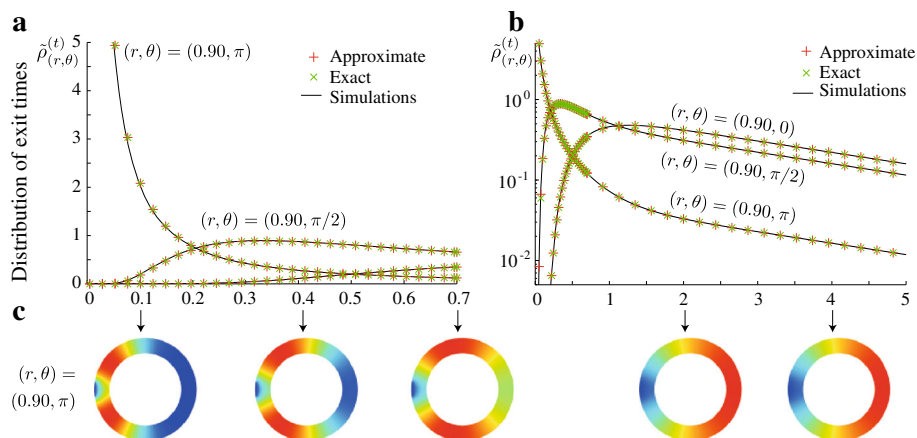 a
ρ̃(r,θ)^(t)
(r, θ) = (0.90, π)
+ Approximate
× Exact
— Simulations
(r, θ) = (0.90, π/2)
Distribution of exit times
5
4
3
2
1
0
0 0.1 0.2 0.3 0.4 0.5 0.6 0.7
b
ρ̃(r,θ)^(t)
+ Approximate
× Exact
— Simulations
(r, θ) = (0.90, 0)
(r, θ) = (0.90, π/2)
(r, θ) = (0.90, π)
10^0
10^-1
10^-2
0 1 2 3 4 5
c
(r, θ) =
(0.90, π)